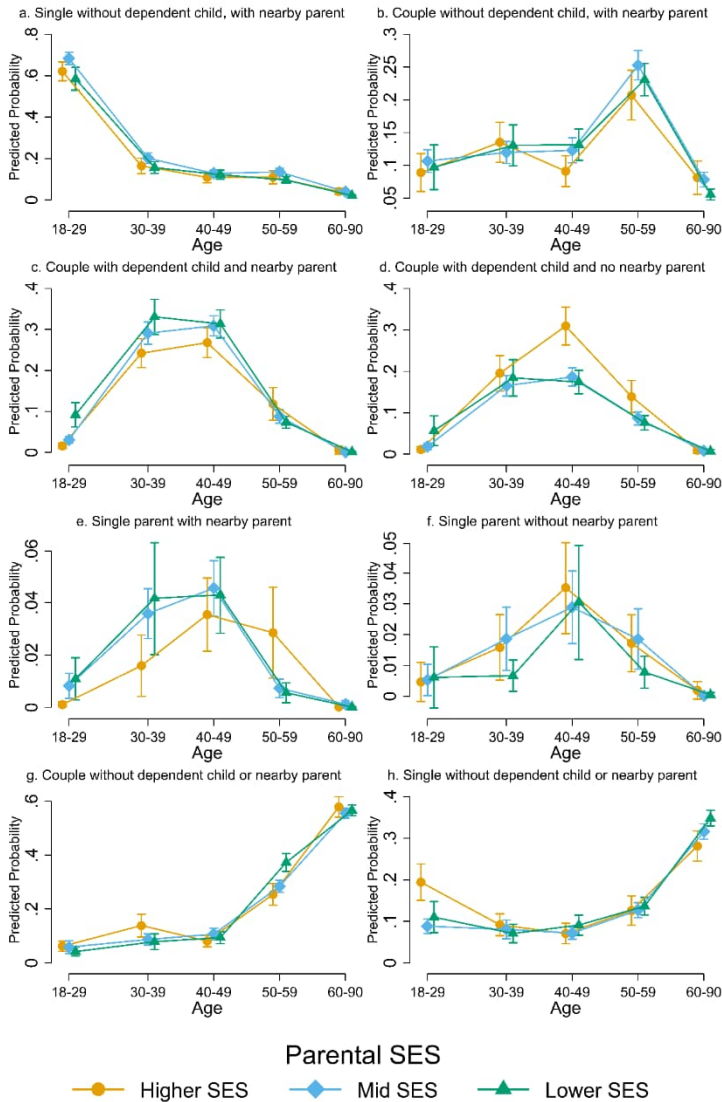 a. Single without dependent child, with nearby parent
Predicted Probability
.8
.6
.4
.2
0
18-29 30-39 40-49 50-59 60-90
Age
b. Couple without dependent child, with nearby parent
Predicted Probability
.25
.2
.15
.1
.05
18-29 30-39 40-49 50-59 60-90
Age
c. Couple with dependent child and nearby parent
Predicted Probability
.4
.3
.2
.1
0
18-29 30-39 40-49 50-59 60-90
Age
d. Couple with dependent child and no nearby parent
Predicted Probability
.4
.3
.2
.1
0
18-29 30-39 40-49 50-59 60-90
Age
e. Single parent with nearby parent
Predicted Probability
.06
.04
.02
0
18-29 30-39 40-49 50-59 60-90
Age
f. Single parent without nearby parent
Predicted Probability
.05
.04
.03
.02
.01
0
18-29 30-39 40-49 50-59 60-90
Age
g. Couple without dependent child or nearby parent
Predicted Probability
.6
.4
.2
0
18-29 30-39 40-49 50-59 60-90
Age
h. Single without dependent child or nearby parent
Predicted Probability
.4
.3
.2
.1
0
18-29 30-39 40-49 50-59 60-90
Age
Parental SES
Higher SES Mid SES Lower SES